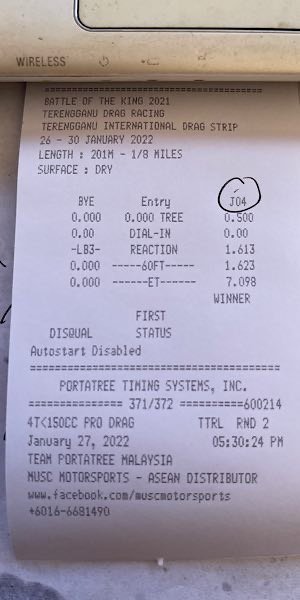 WIRELESS
==========================================
BATTLE OF THE KING 2021
TERENGGANU DRAG RACING
TERENGGANU INTERNATIONAL DRAG STRIP
26 - 30 JANUARY 2022
LENGTH : 201M - 1/8 MILES
SURFACE : DRY
BYE Entry J04
0.000 0.000 TREE 0.500
0.00 DIAL-IN 0.00
-LB3- REACTION 1.613
0.000 -----60FT----- 1.623
0.000 ------ET------ 7.098
WINNER
FIRST
DISQUAL STATUS
Autostart Disabled
==========================================
PORTATREE TIMING SYSTEMS, INC.
=============== 371/372 ==========600214
4T<150CC PRO DRAG TTRL RND 2
January 27, 2022 05:30:24 PM
TEAM PORTATREE MALAYSIA
MUSC MOTORSPORTS - ASEAN DISTRIBUTOR
www.facebook.com/muscmotorsports
+6016-6681490